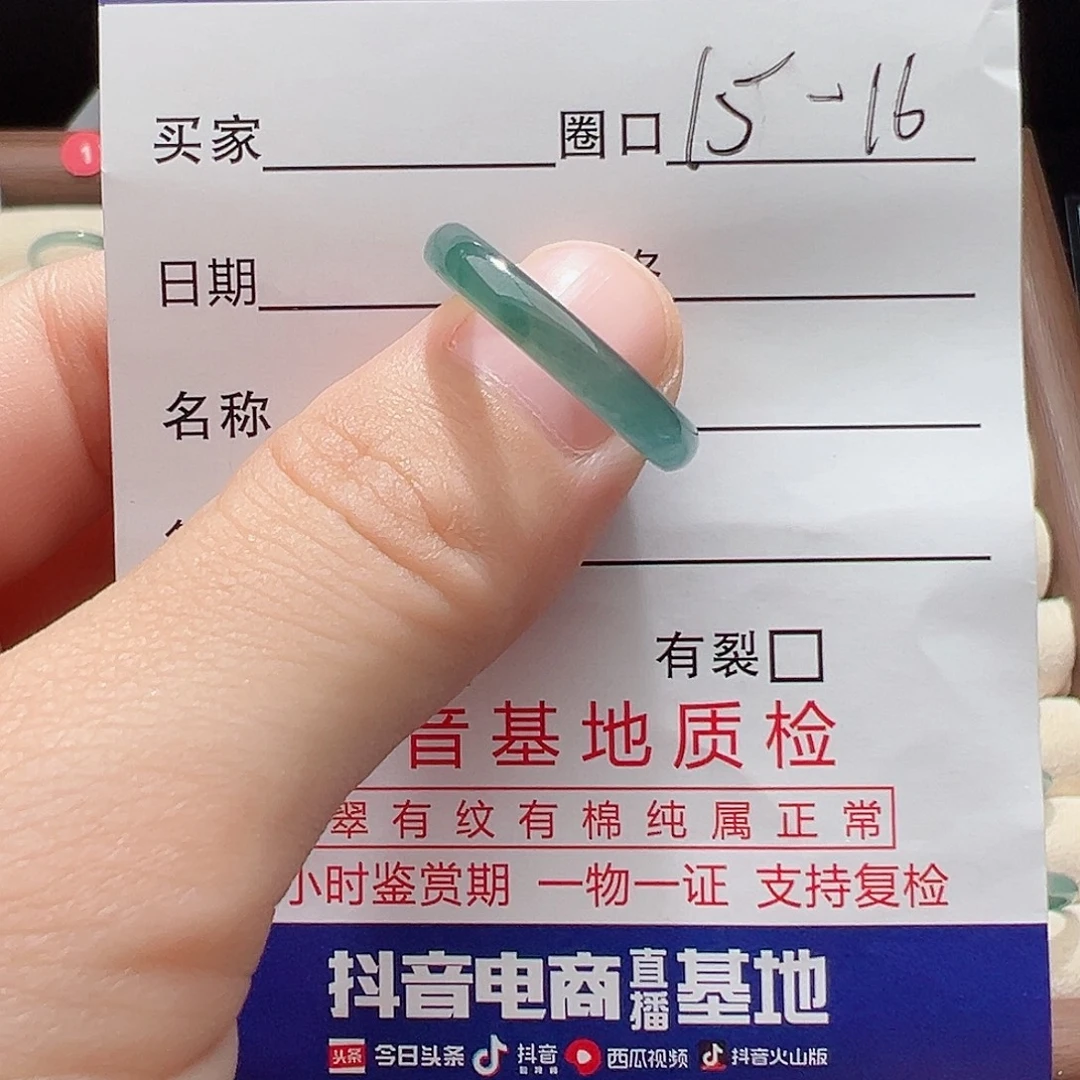 买家 圈口 15-16
日期
名称
有裂□
音基地质检
翠有纹有棉纯属正常
小时鉴赏期 一物一证 支持复检
抖音电商直播基地
头条 今日头条 抖音 西瓜视频 抖音火山版
1